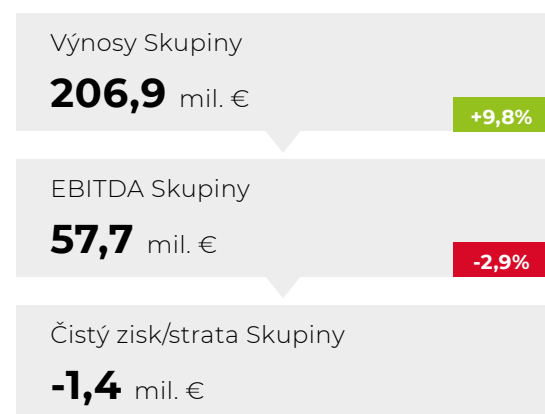 Výnosy Skupiny
206,9 mil. €
+9,8%
EBITDA Skupiny
57,7 mil. €
-2,9%
Čistý zisk/strata Skupiny
-1,4 mil. €